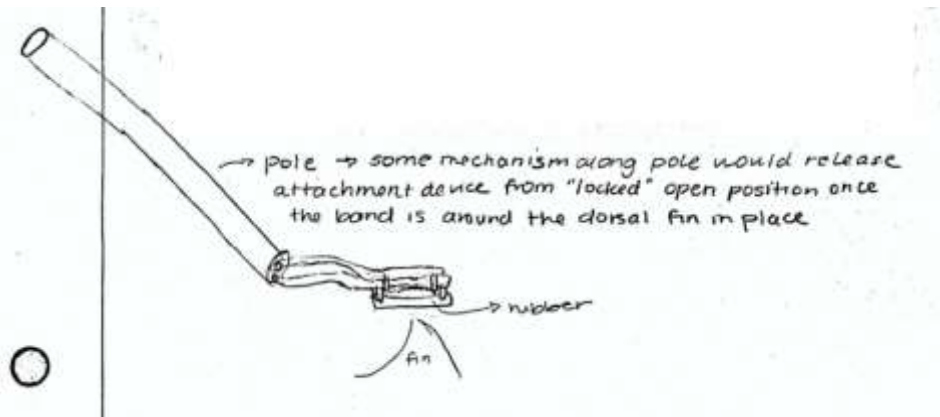 pole → some mechanism along pole would release
attachment device from "locked" open position once
the band is around the dorsal fin in place
rubber
fin